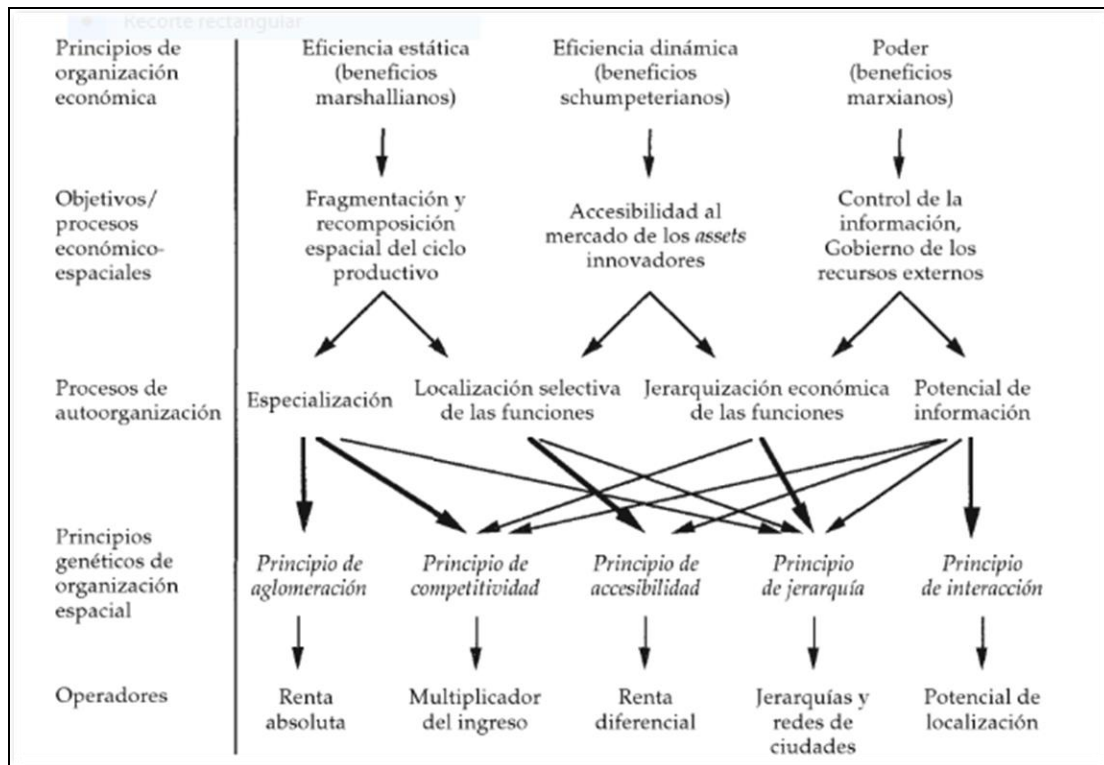 Recorte rectangular
Principios de
organización
económica
Eficiencia estática
(beneficios
marshallianos)
Eficiencia dinámica
(beneficios
schumpeterianos)
Poder
(beneficios
marxianos)
Objetivos/
procesos
económico-
espaciales
Fragmentación y
recomposición
espacial del ciclo
productivo
Accesibilidad al
mercado de los assets
innovadores
Control de la
información,
Gobierno de los
recursos externos
Procesos de
autoorganización
Especialización
Localización selectiva
de las funciones
Jerarquización económica
de las funciones
Potencial de
información
Principios
genéticos de
organización
espacial
Principio de
aglomeración
Principio de
competitividad
Principio de
accesibilidad
Principio
de jerarquía
Principio
de interacción
Operadores
Renta
absoluta
Multiplicador
del ingreso
Renta
diferencial
Jerarquías y
redes de
ciudades
Potencial de
localización